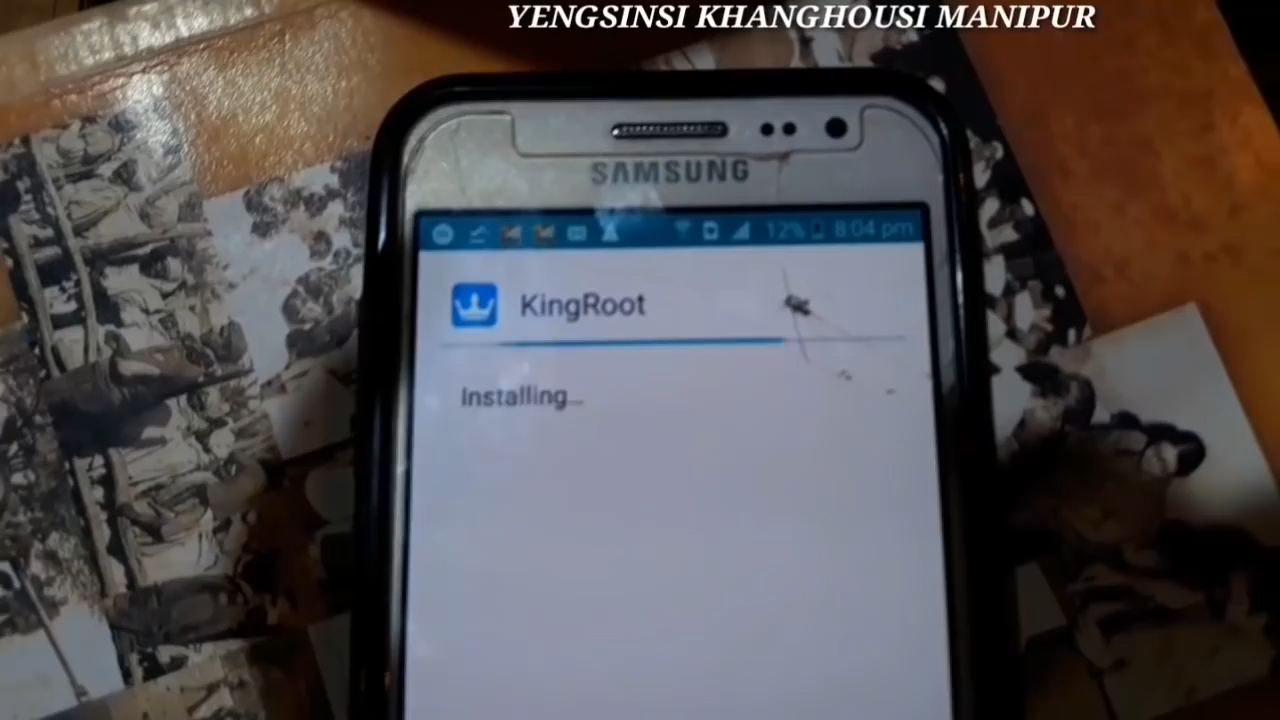 YENGSINSI KHANGHOUSI MANIPUR
SAMSUNG
12% 8:04 pm
KingRoot
Installing...